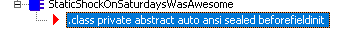 StaticShockOnSaturdaysWasAwesome
.class private abstract auto ansi sealed beforefieldinit